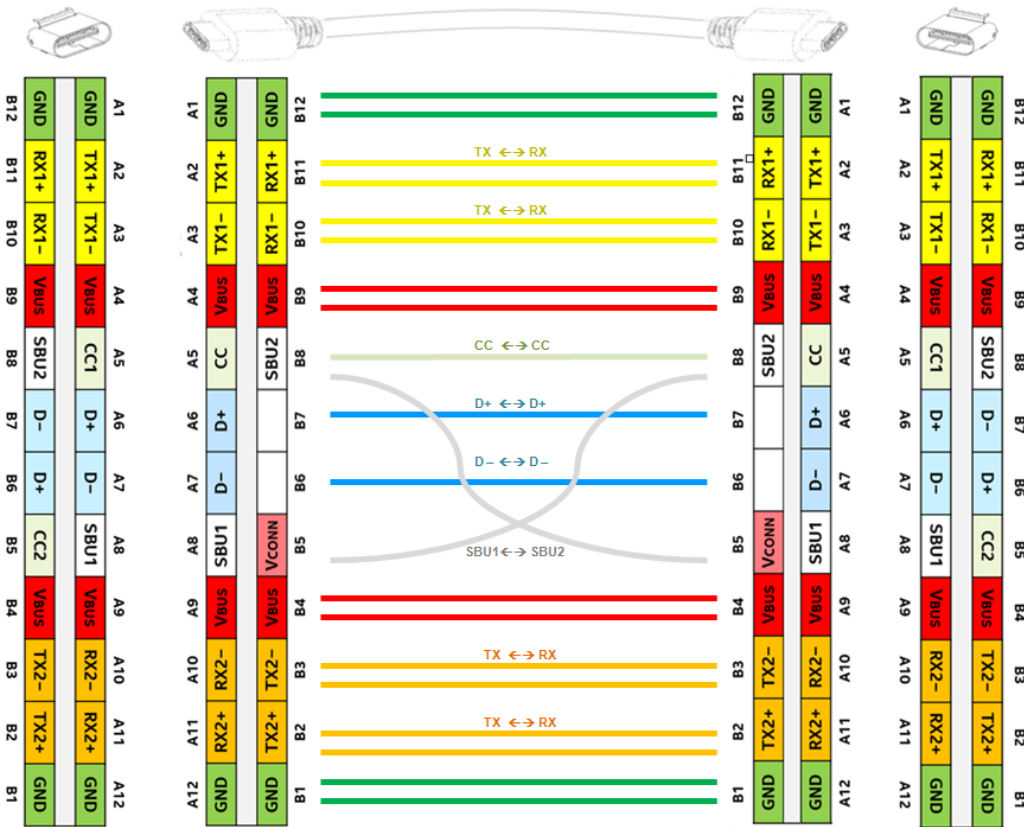 B12 GND GND A1 A1 GND GND B12 B12 GND GND A1 A1 GND GND B12
TX ←→ RX
B11 RX1+ TX1+ A2 A2 TX1+ RX1+ B11 B11 RX1+ TX1+ A2 A2 TX1+ RX1+ B11
TX ←→ RX
B10 RX1− TX1− A3 A3 TX1− RX1− B10 B10 RX1− TX1− A3 A3 TX1− RX1− B10
B9 VBUS VBUS A4 A4 VBUS VBUS B9 B9 VBUS VBUS A4 A4 VBUS VBUS B9
CC ←→ CC
B8 SBU2 CC1 A5 A5 CC SBU2 B8 B8 SBU2 CC A5 A5 CC1 SBU2 B8
D+ ←→ D+
B7 D− D+ A6 A6 D+ B7 B7 D+ A6 A6 D+ D− B7
D− ←→ D−
B6 D+ D− A7 A7 D− B6 B6 D− A7 A7 D− D+ B6
B5 CC2 SBU1 A8 A8 SBU1 VCONN B5 B5 VCONN SBU1 A8 A8 SBU1 CC2 B5
SBU1←→ SBU2
B4 VBUS VBUS A9 A9 VBUS VBUS B4 B4 VBUS VBUS A9 A9 VBUS VBUS B4
TX ←→ RX
B3 TX2− RX2− A10 A10 RX2− TX2− B3 B3 TX2− RX2− A10 A10 RX2− TX2− B3
TX ←→ RX
B2 TX2+ RX2+ A11 A11 RX2+ TX2+ B2 B2 TX2+ RX2+ A11 A11 RX2+ TX2+ B2
B1 GND GND A12 A12 GND GND B1 B1 GND GND A12 A12 GND GND B1